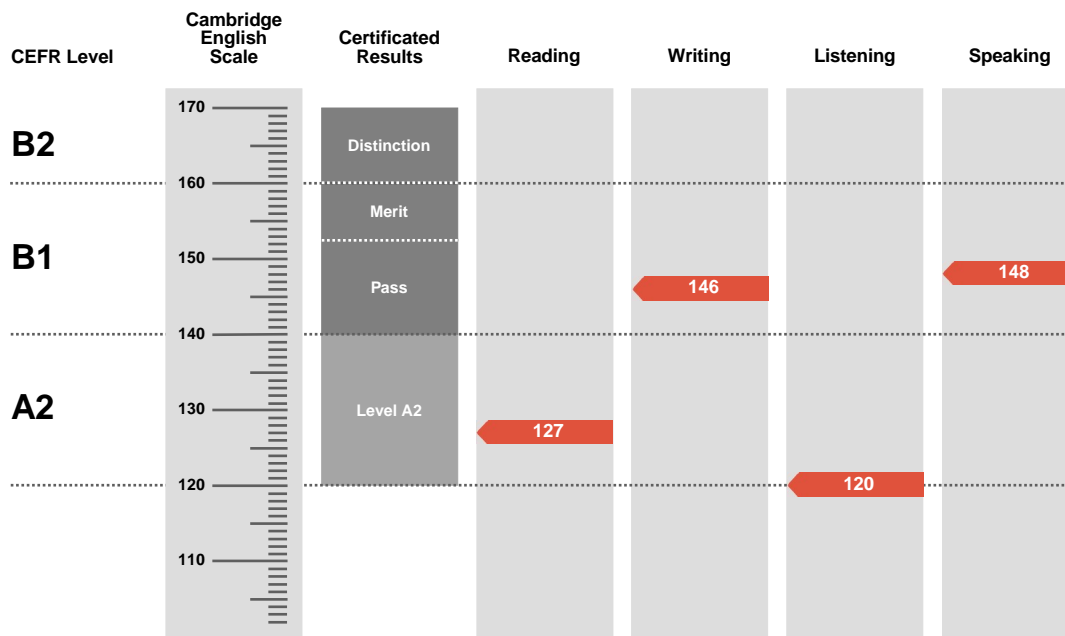 CEFR Level
Cambridge
English
Scale
Certificated
Results
Reading
Writing
Listening
Speaking
170
B2
Distinction
160
Merit
B1
150
148
Pass
146
140
A2
130
Level A2
127
120
120
110